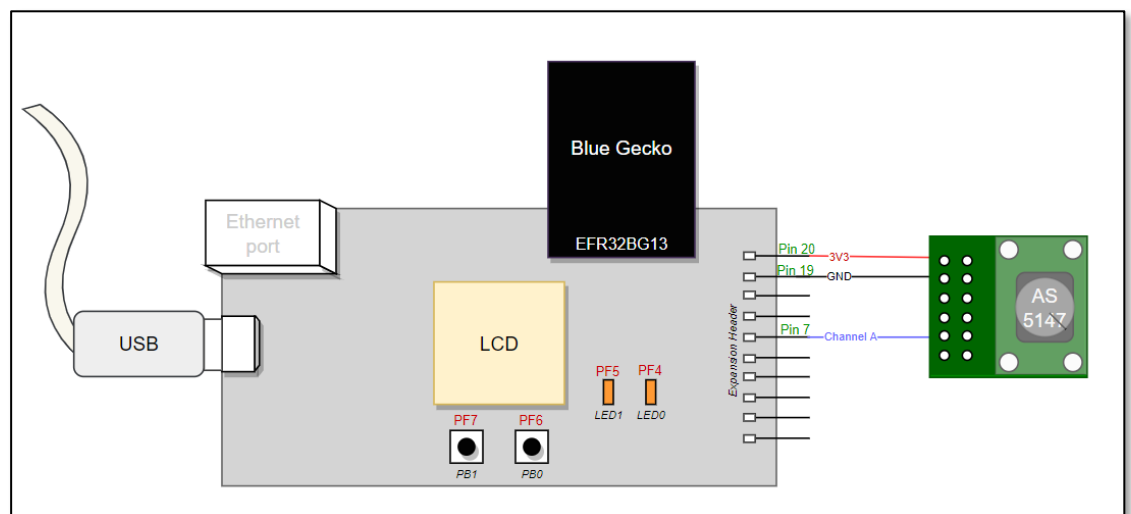 Blue Gecko
EFR32BG13
Ethernet
port
Pin 20
3V3
Pin 19
GND
AS
5147
USB
LCD
Pin 7
Channel A
Expansion Header
PF5
PF4
LED1
LED0
PF7
PF6
PB1
PB0